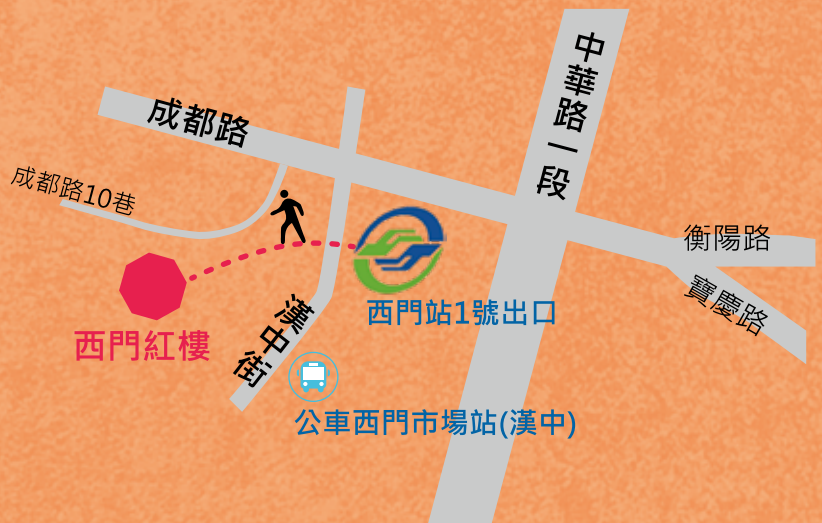 中華路一段
成都路
成都路10巷
衡陽路
寶慶路
西門站1號出口
漢中街
西門紅樓
公車西門市場站(漢中)